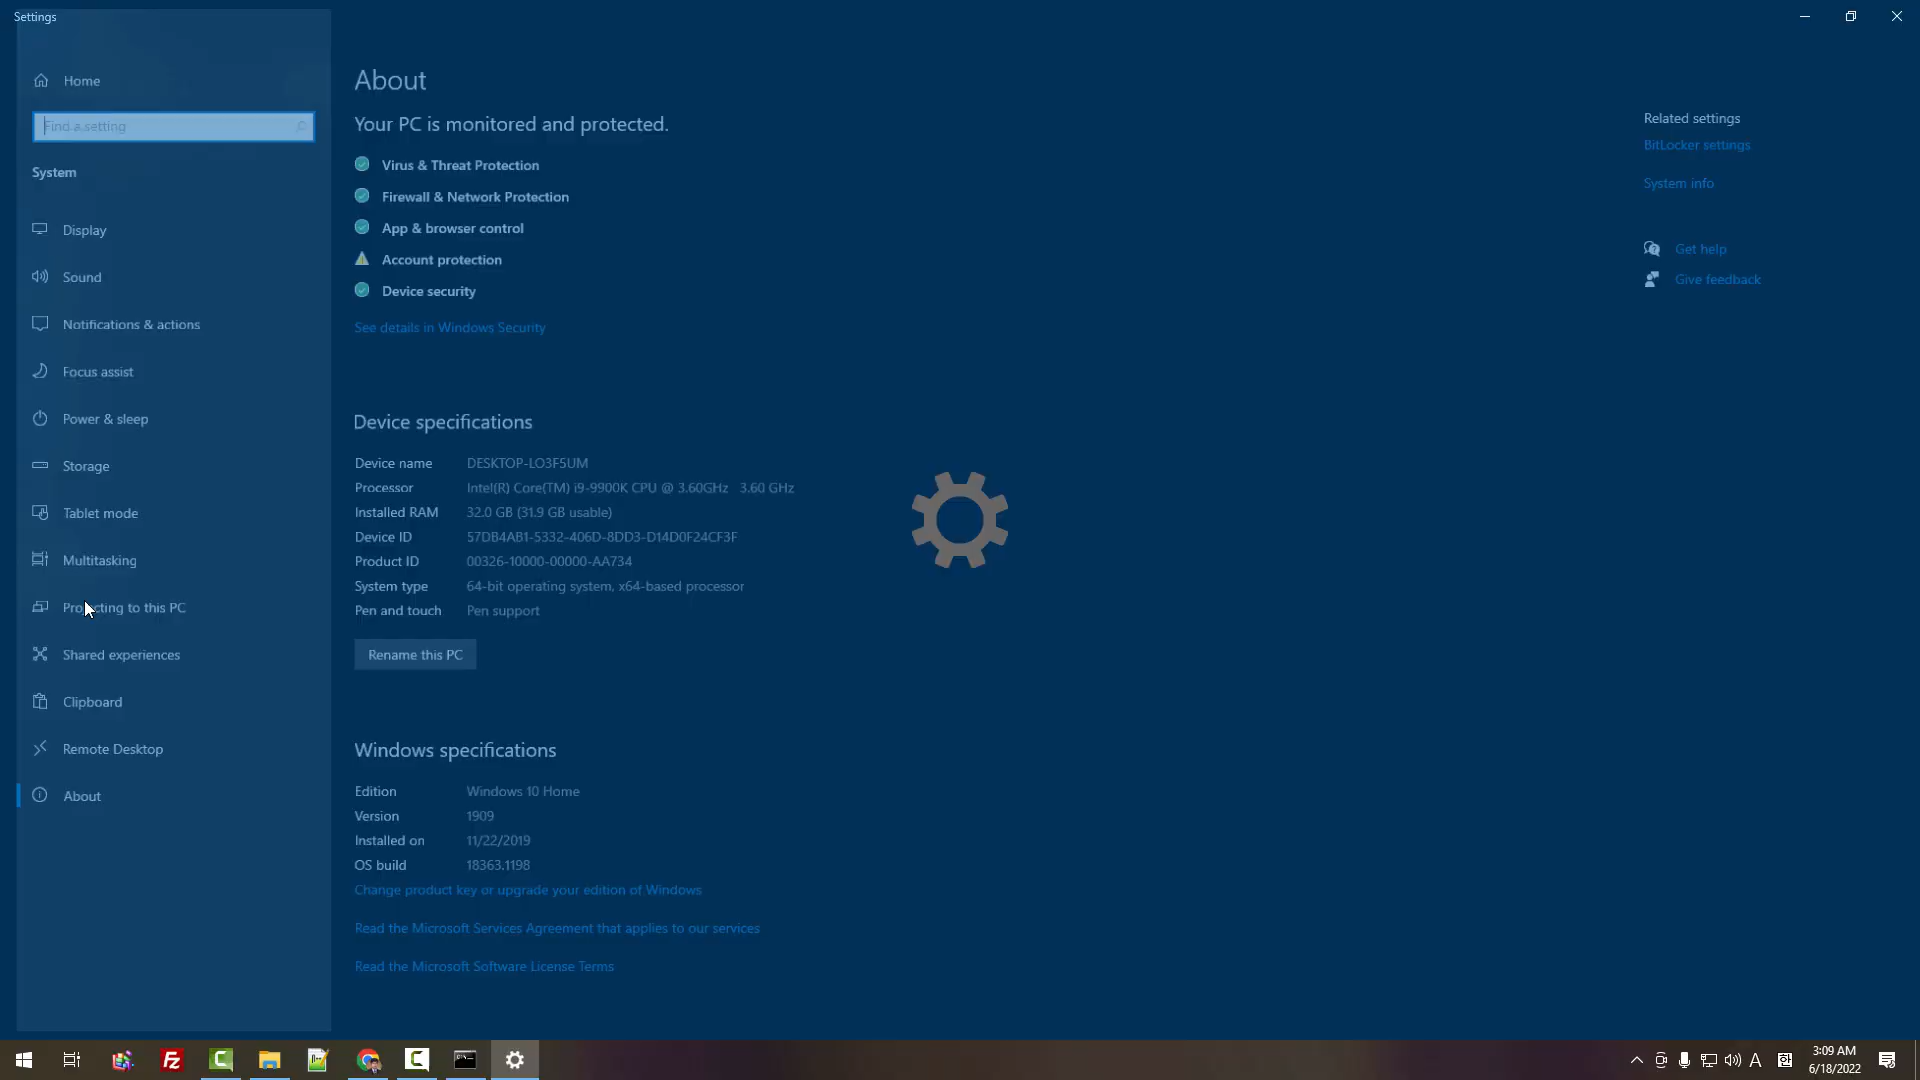 Settings
Home
Find a setting
System
Display
Sound
Notifications & actions
Focus assist
Power & sleep
Storage
Tablet mode
Multitasking
Projecting to this PC
Shared experiences
Clipboard
Remote Desktop
About
About
Your PC is monitored and protected.
Virus & Threat Protection
Firewall & Network Protection
App & browser control
Account protection
Device security
See details in Windows Security
Device specifications
Device name DESKTOP-LO3F5UM
Processor Intel(R) Core(TM) i9-9900K CPU @ 3.60GHz 3.60 GHz
Installed RAM 32.0 GB (31.9 GB usable)
Device ID 57DB4AB1-5332-406D-8DD3-D14D0F24CF3F
Product ID 00326-10000-00000-AA734
System type 64-bit operating system, x64-based processor
Pen and touch Pen support
Rename this PC
Windows specifications
Edition Windows 10 Home
Version 1909
Installed on 11/22/2019
OS build 18363.1198
Change product key or upgrade your edition of Windows
Read the Microsoft Services Agreement that applies to our services
Read the Microsoft Software License Terms
Related settings
BitLocker settings
System info
Get help
Give feedback
Fz
A
3:09 AM
6/18/2022